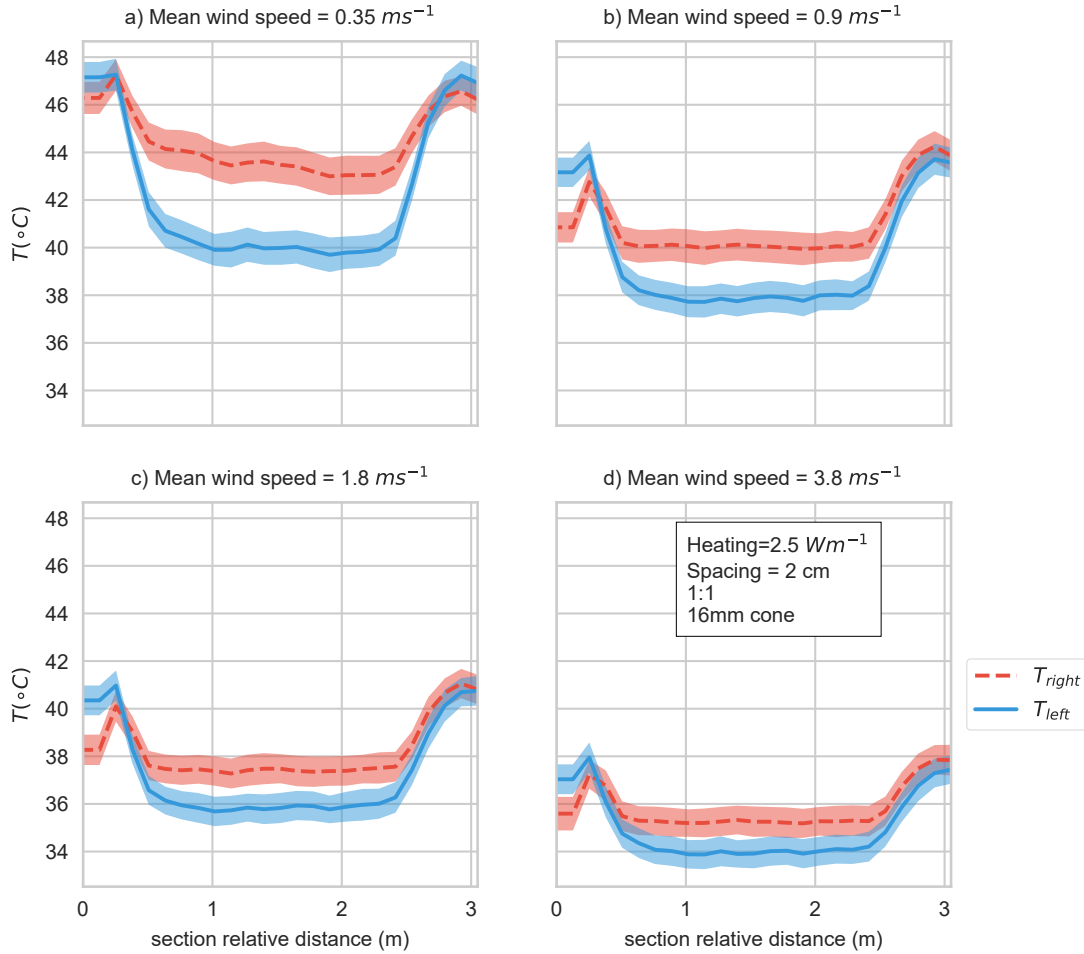 a) Mean wind speed = 0.35 ms⁻¹
b) Mean wind speed = 0.9 ms⁻¹
48
46
44
42
40
38
36
34
T(∘C)
c) Mean wind speed = 1.8 ms⁻¹
d) Mean wind speed = 3.8 ms⁻¹
48
46
44
42
40
38
36
34
T(∘C)
Heating=2.5 Wm⁻¹
Spacing = 2 cm
1:1
16mm cone
T_right
T_left
0 1 2 3
0 1 2 3
section relative distance (m)
section relative distance (m)